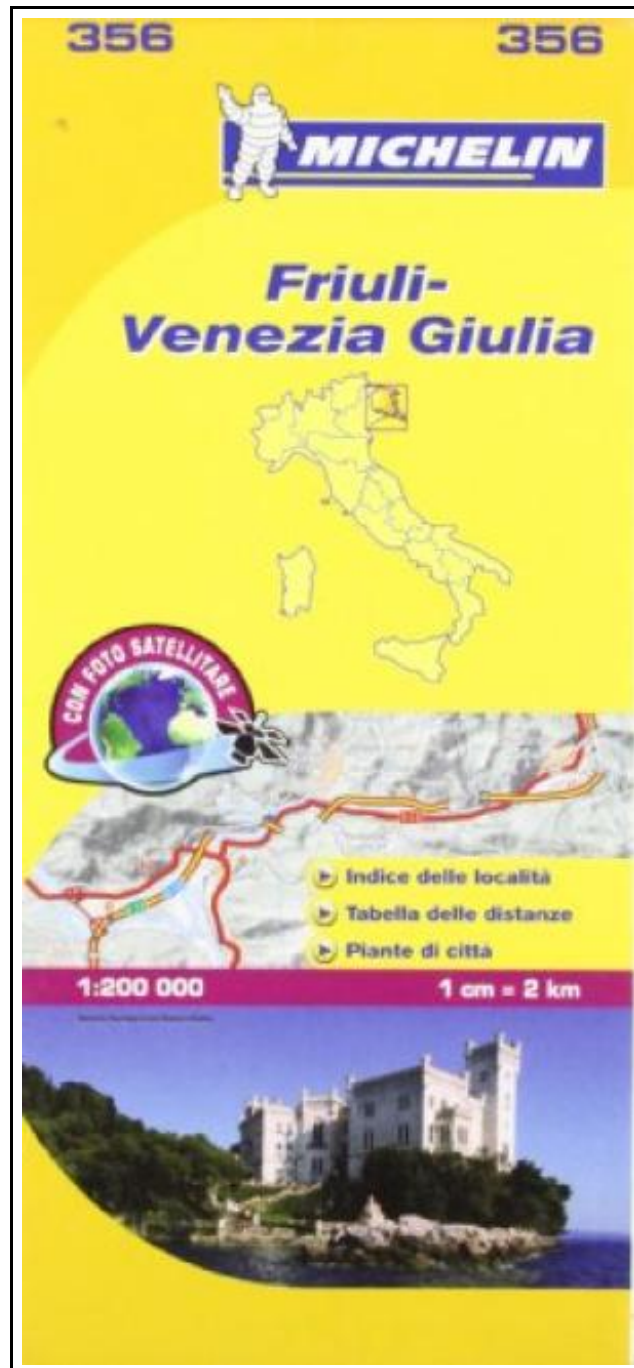 356 356
MICHELIN
Friuli-
Venezia Giulia
CON FOTO SATELLITARE
Indice delle località
Tabella delle distanze
Piante di città
1:200 000 1 cm = 2 km